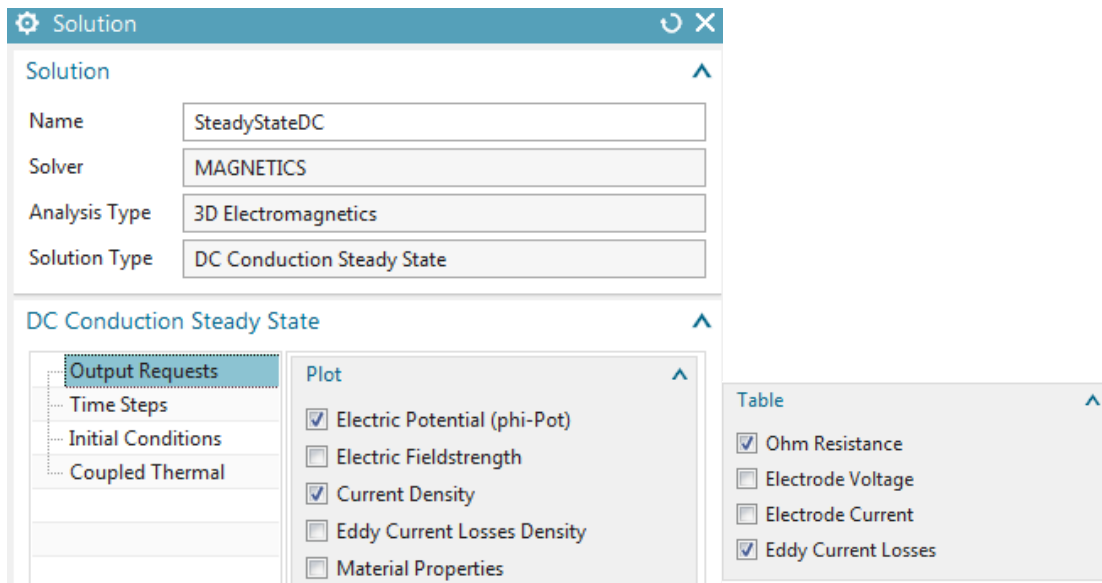 Solution
Solution
Name SteadyStateDC
Solver MAGNETICS
Analysis Type 3D Electromagnetics
Solution Type DC Conduction Steady State
DC Conduction Steady State
Output Requests
Time Steps
Initial Conditions
Coupled Thermal
Plot
Electric Potential (phi-Pot)
Electric Fieldstrength
Current Density
Eddy Current Losses Density
Material Properties
Table
Ohm Resistance
Electrode Voltage
Electrode Current
Eddy Current Losses